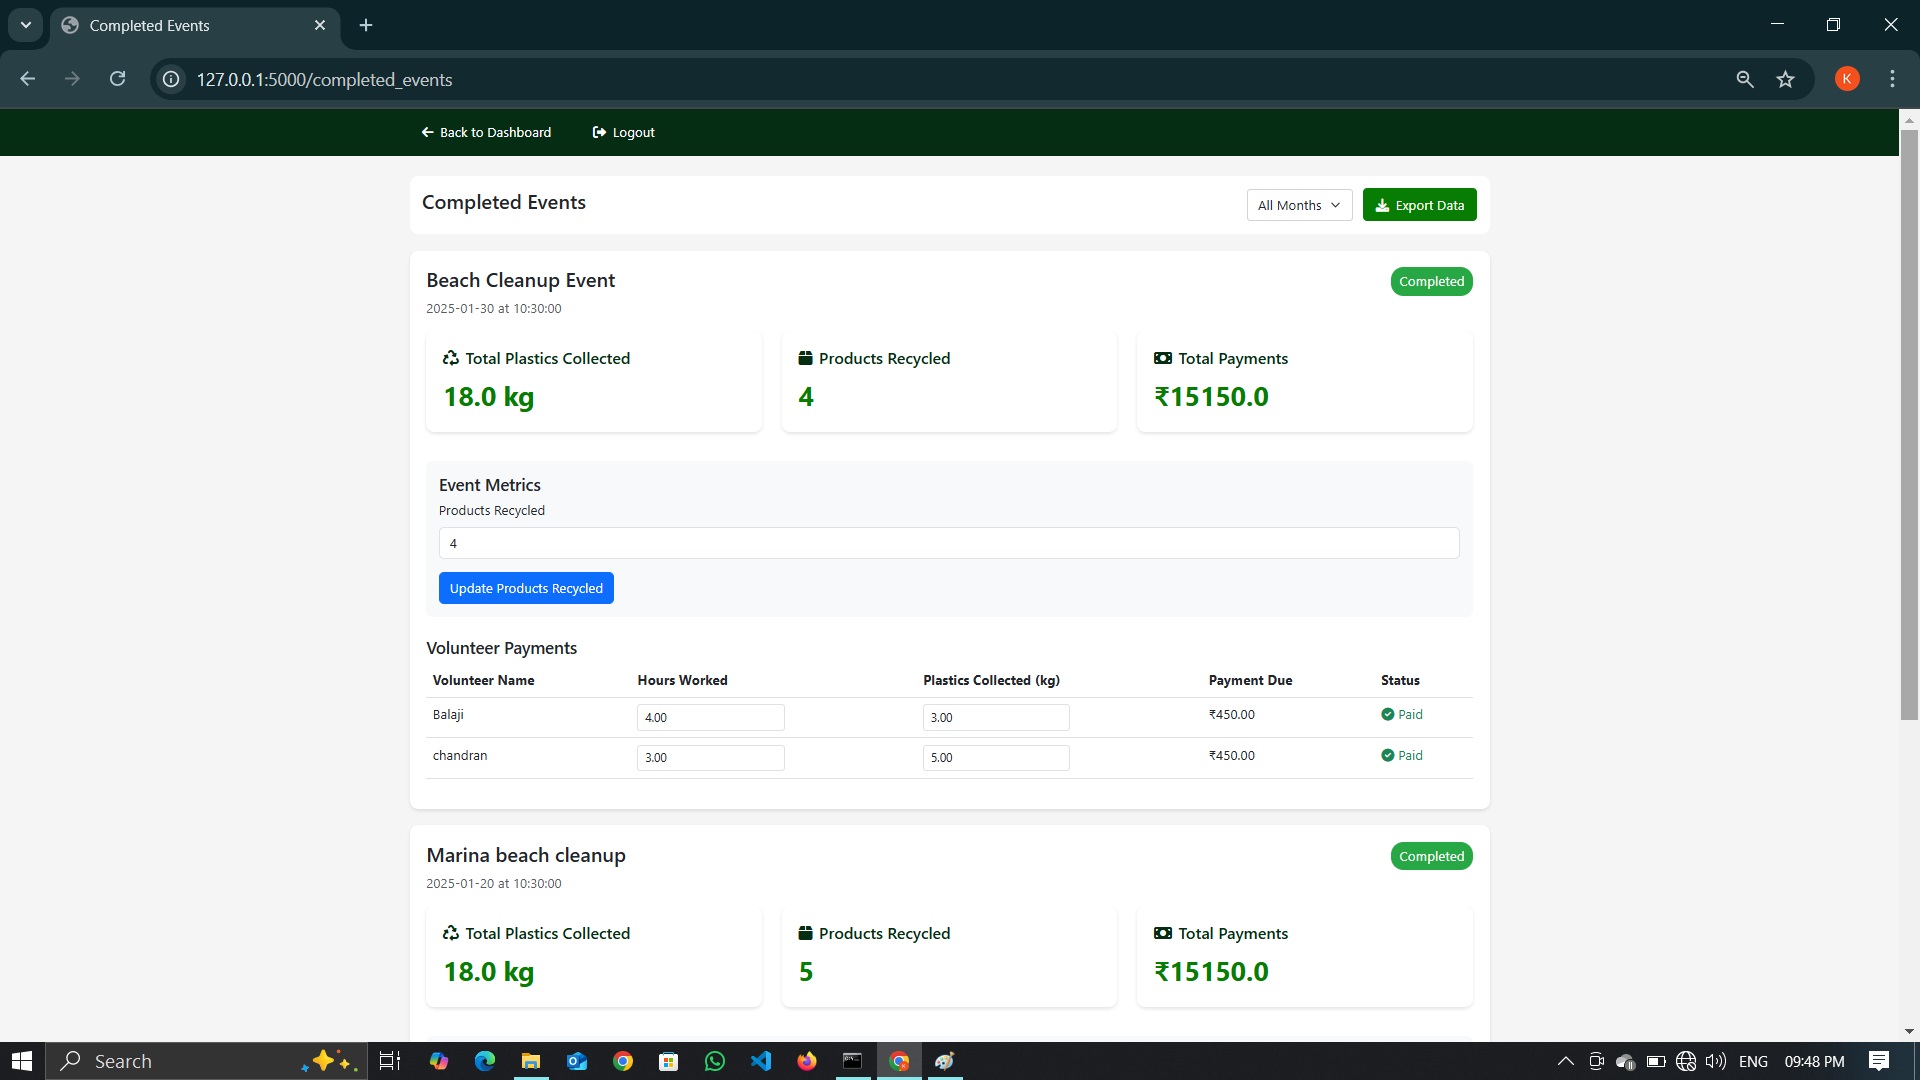 Completed Events
127.0.0.1:5000/completed_events
K
Back to Dashboard Logout
Completed Events
All Months Export Data
Beach Cleanup Event Completed
2025-01-30 at 10:30:00
Total Plastics Collected Products Recycled Total Payments
18.0 kg 4 ₹15150.0
Event Metrics
Products Recycled
4
Update Products Recycled
Volunteer Payments
Volunteer Name Hours Worked Plastics Collected (kg) Payment Due Status
Balaji 4.00 3.00 ₹450.00 Paid
chandran 3.00 5.00 ₹450.00 Paid
Marina beach cleanup Completed
2025-01-20 at 10:30:00
Total Plastics Collected Products Recycled Total Payments
18.0 kg 5 ₹15150.0
Search ENG 09:48 PM